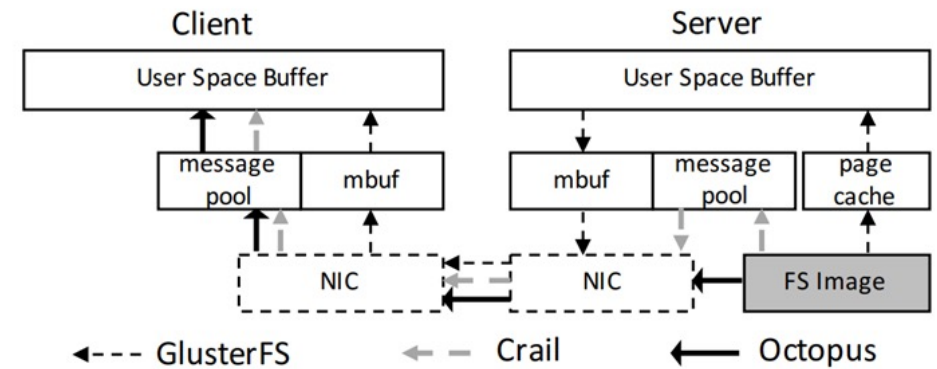 Client
Server
User Space Buffer
User Space Buffer
message
pool
mbuf
mbuf
message
pool
page
cache
NIC
NIC
FS Image
GlusterFS
Crail
Octopus